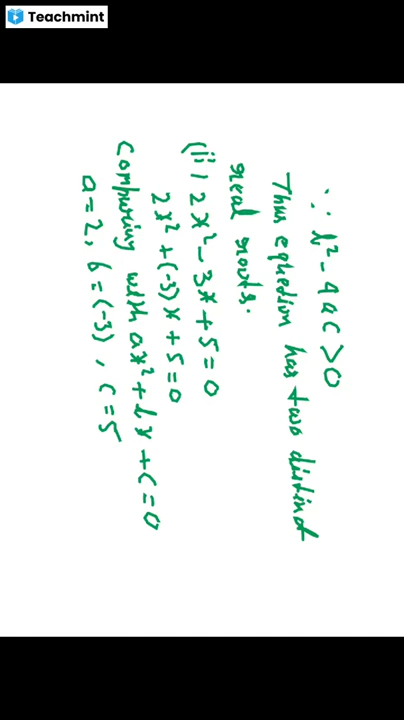 Teachmint
∵ b² - 4ac > 0
Thus equation has two distinct
real roots.
(ii) 2x² - 3x + 5 = 0
2x² + (-3)x + 5 = 0
Comparing with ax² + bx + c = 0
a = 2, b = (-3), c = 5